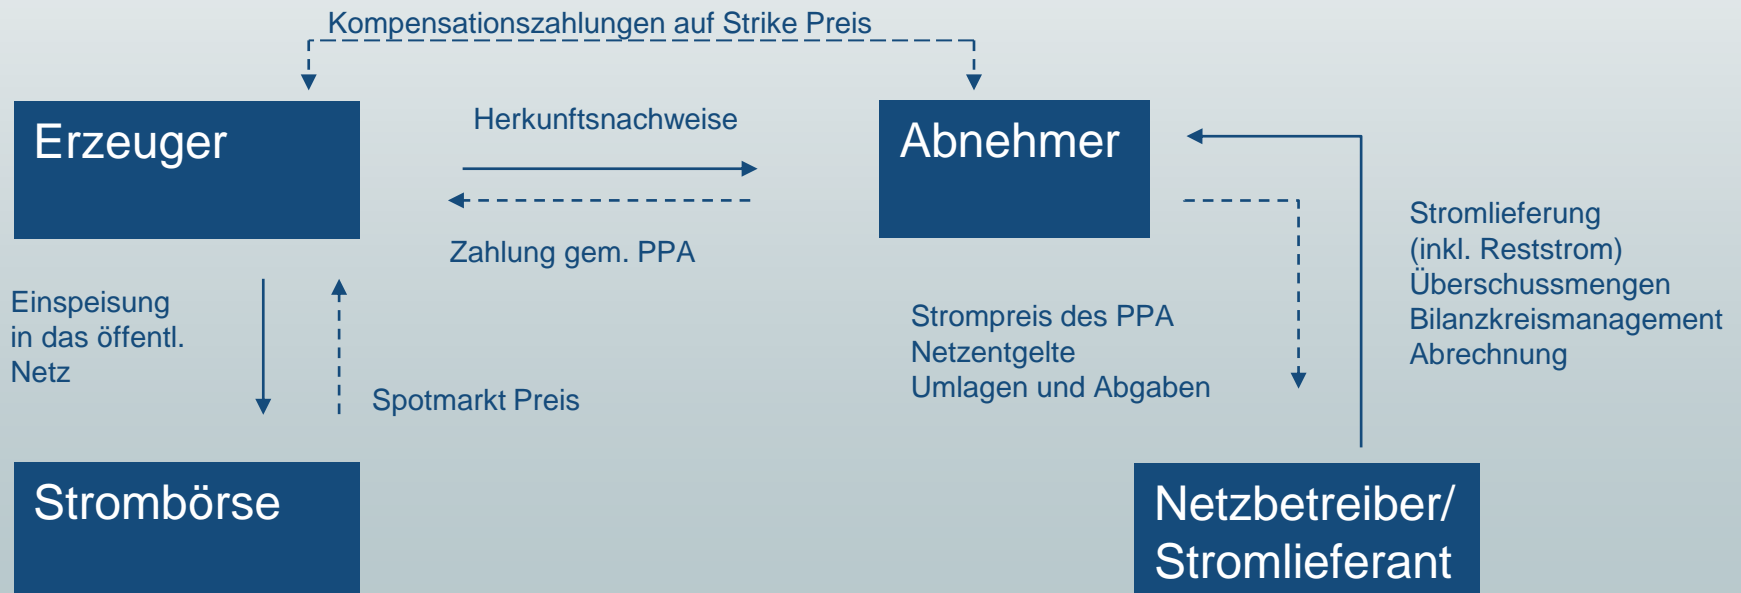 Kompensationszahlungen auf Strike Preis
Erzeuger
Herkunftsnachweise
Zahlung gem. PPA
Abnehmer
Einspeisung
in das öffentl.
Netz
Spotmarkt Preis
Strompreis des PPA
Netzentgelte
Umlagen und Abgaben
Stromlieferung
(inkl. Reststrom)
Überschussmengen
Bilanzkreismanagement
Abrechnung
Strombörse
Netzbetreiber/
Stromlieferant